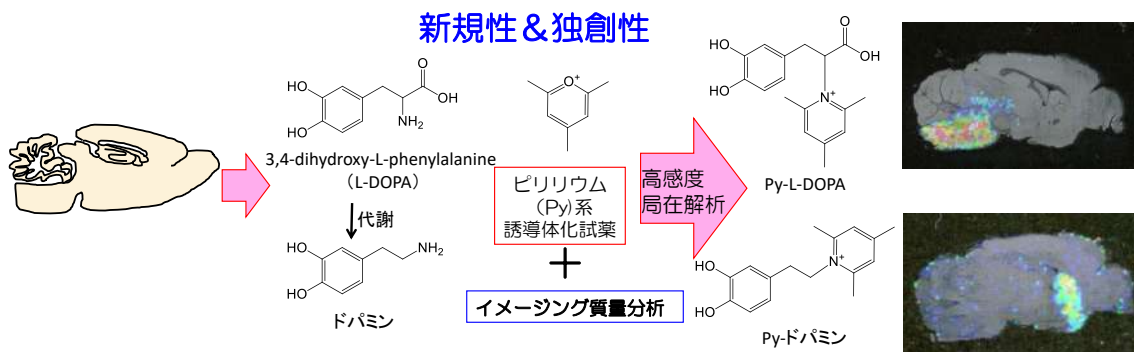 新規性＆独創性
3,4-dihydroxy-L-phenylalanine
（L-DOPA）
代謝
ドパミン
HO
HO
O
OH
NH2
HO
HO
NH2
O+
ピリリウム
（Py)系
誘導体化試薬
＋
イメージング質量分析
高感度
局在解析
HO
HO
O
OH
N+
Py-L-DOPA
HO
HO
N+
Py-ドパミン